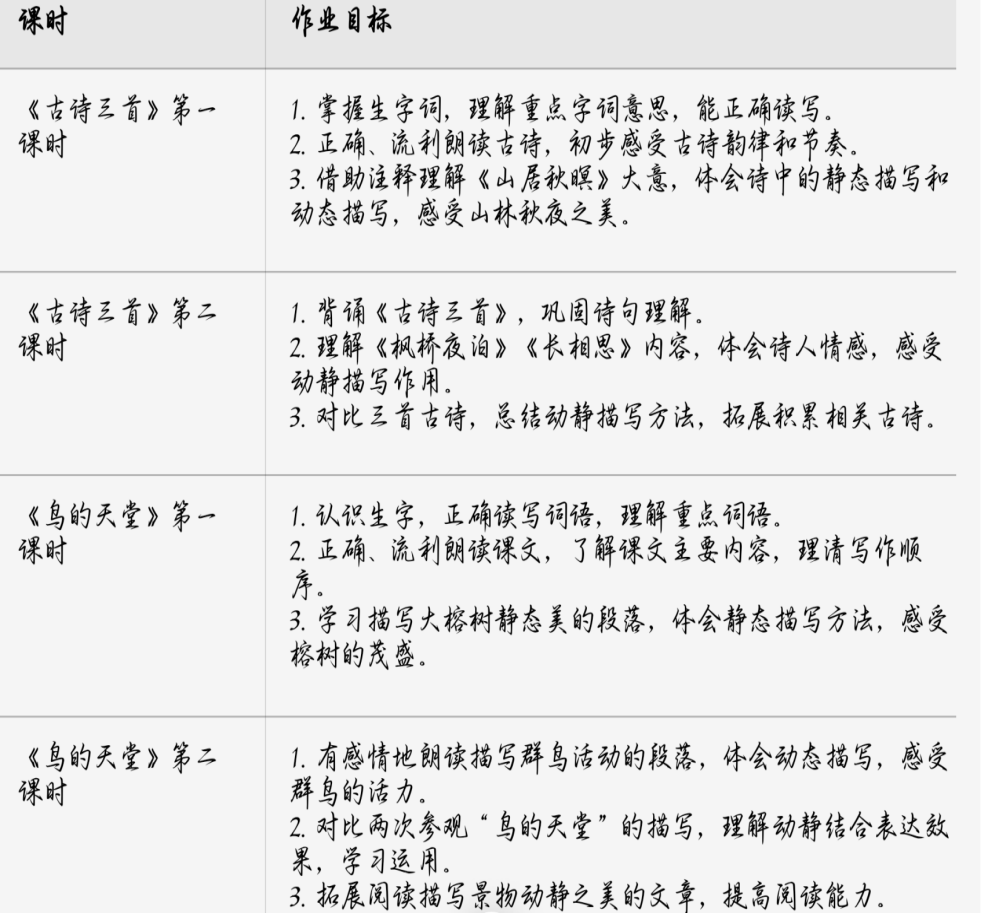 课时 作业目标
《古诗三首》第一
课时
1. 掌握生字词，理解重点字词意思，能正确读写。
2. 正确、流利朗读古诗，初步感受古诗韵律和节奏。
3. 借助注释理解《山居秋暝》大意，体会诗中的静态描写和
动态描写，感受山林秋夜之美。
《古诗三首》第二
课时
1. 背诵《古诗三首》，巩固诗句理解。
2. 理解《枫桥夜泊》《长相思》内容，体会诗人情感，感受
动静描写作用。
3. 对比三首古诗，总结动静描写方法，拓展积累相关古诗。
《鸟的天堂》第一
课时
1. 认识生字，正确读写词语，理解重点词语。
2. 正确、流利朗读课文，了解课文主要内容，理清写作顺
序。
3. 学习描写大榕树静态美的段落，体会静态描写方法，感受
榕树的茂盛。
《鸟的天堂》第二
课时
1. 有感情地朗读描写群鸟活动的段落，体会动态描写，感受
群鸟的活力。
2. 对比两次参观“鸟的天堂”的描写，理解动静结合表达效
果，学习运用。
3. 拓展阅读描写景物动静之美的文章，提高阅读能力。